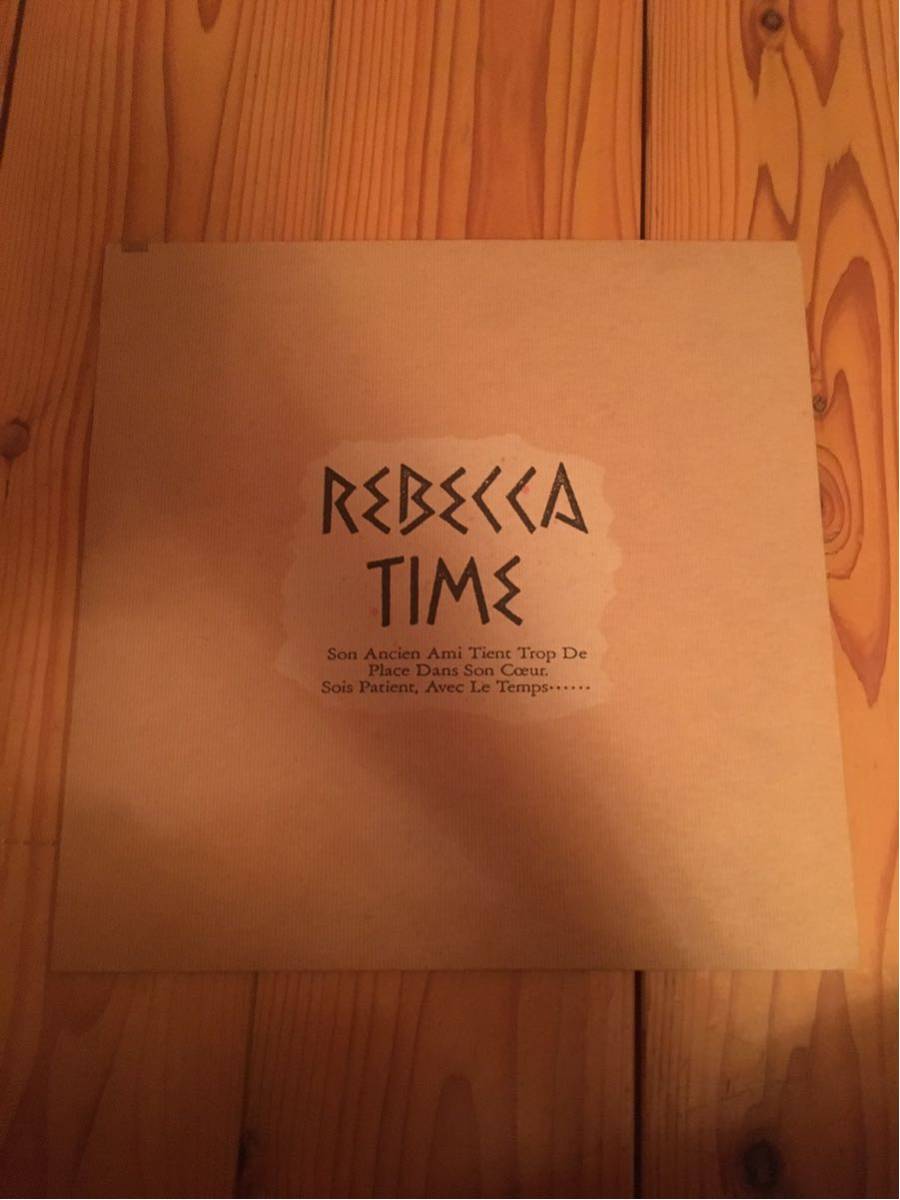 REBECCA
TIME
Son Ancien Ami Tient Trop De
Place Dans Son Cœur.
Sois Patient, Avec Le Temps······